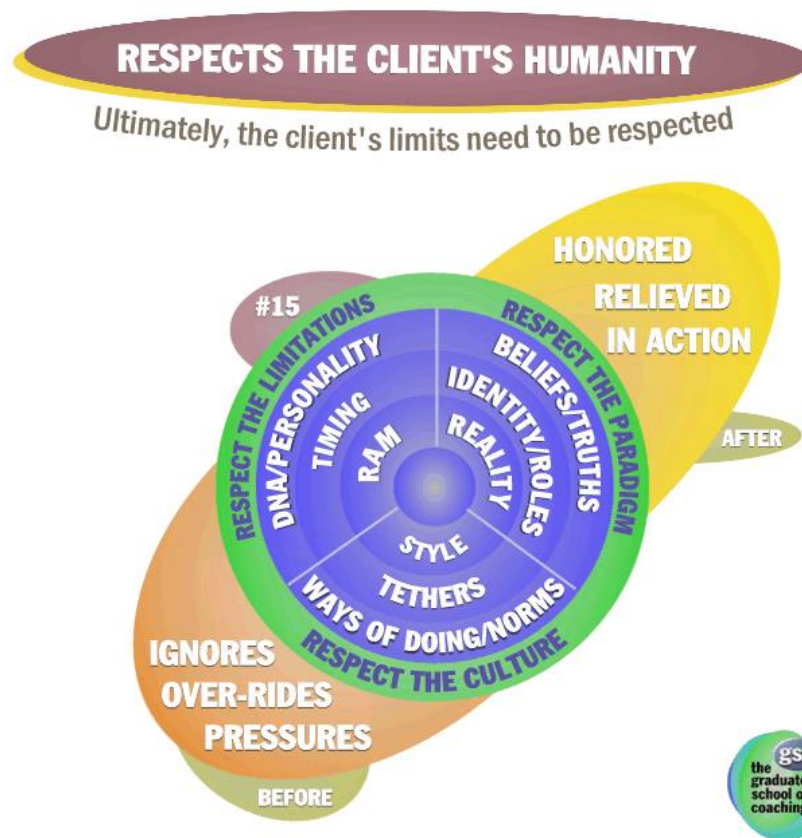 RESPECTS THE CLIENT'S HUMANITY
Ultimately, the client's limits need to be respected
HONORED
RELIEVED
IN ACTION
AFTER
#15
RESPECT THE LIMITATIONS
DNA/PERSONALITY
TIMING
RAM
RESPECT THE PARADIGM
BELIEFS/TRUTHS
IDENTITY/ROLES
REALITY
STYLE
TETHERS
WAYS OF DOING/NORMS
RESPECT THE CULTURE
IGNORES
OVER-RIDES
PRESSURES
BEFORE
gs
the
graduate
school o
coaching